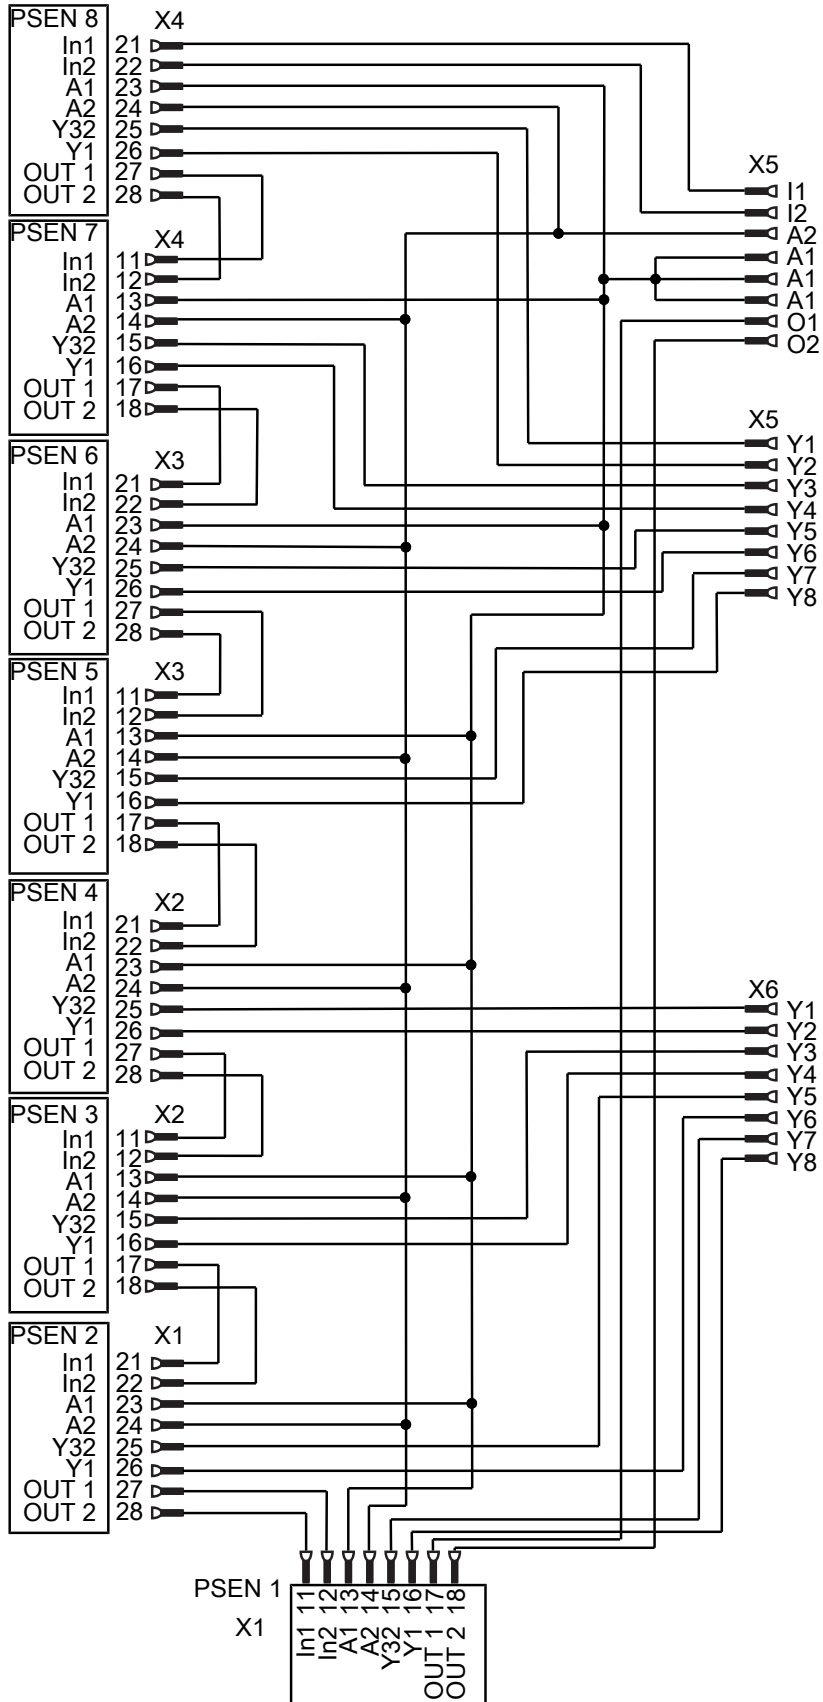 PSEN 8
X4
In1 21
In2 22
A1 23
A2 24
Y32 25
Y1 26
OUT 1 27
OUT 2 28
PSEN 7
X4
In1 11
In2 12
A1 13
A2 14
Y32 15
Y1 16
OUT 1 17
OUT 2 18
PSEN 6
X3
In1 21
In2 22
A1 23
A2 24
Y32 25
Y1 26
OUT 1 27
OUT 2 28
PSEN 5
X3
In1 11
In2 12
A1 13
A2 14
Y32 15
Y1 16
OUT 1 17
OUT 2 18
PSEN 4
X2
In1 21
In2 22
A1 23
A2 24
Y32 25
Y1 26
OUT 1 27
OUT 2 28
PSEN 3
X2
In1 11
In2 12
A1 13
A2 14
Y32 15
Y1 16
OUT 1 17
OUT 2 18
PSEN 2
X1
In1 21
In2 22
A1 23
A2 24
Y32 25
Y1 26
OUT 1 27
OUT 2 28
X5
I1
I2
A2
A1
A1
A1
O1
O2
X5
Y1
Y2
Y3
Y4
Y5
Y6
Y7
Y8
X6
Y1
Y2
Y3
Y4
Y5
Y6
Y7
Y8
PSEN 1
X1
In1 11
In2 12
A1 13
A2 14
Y32 15
Y1 16
OUT 1 17
OUT 2 18